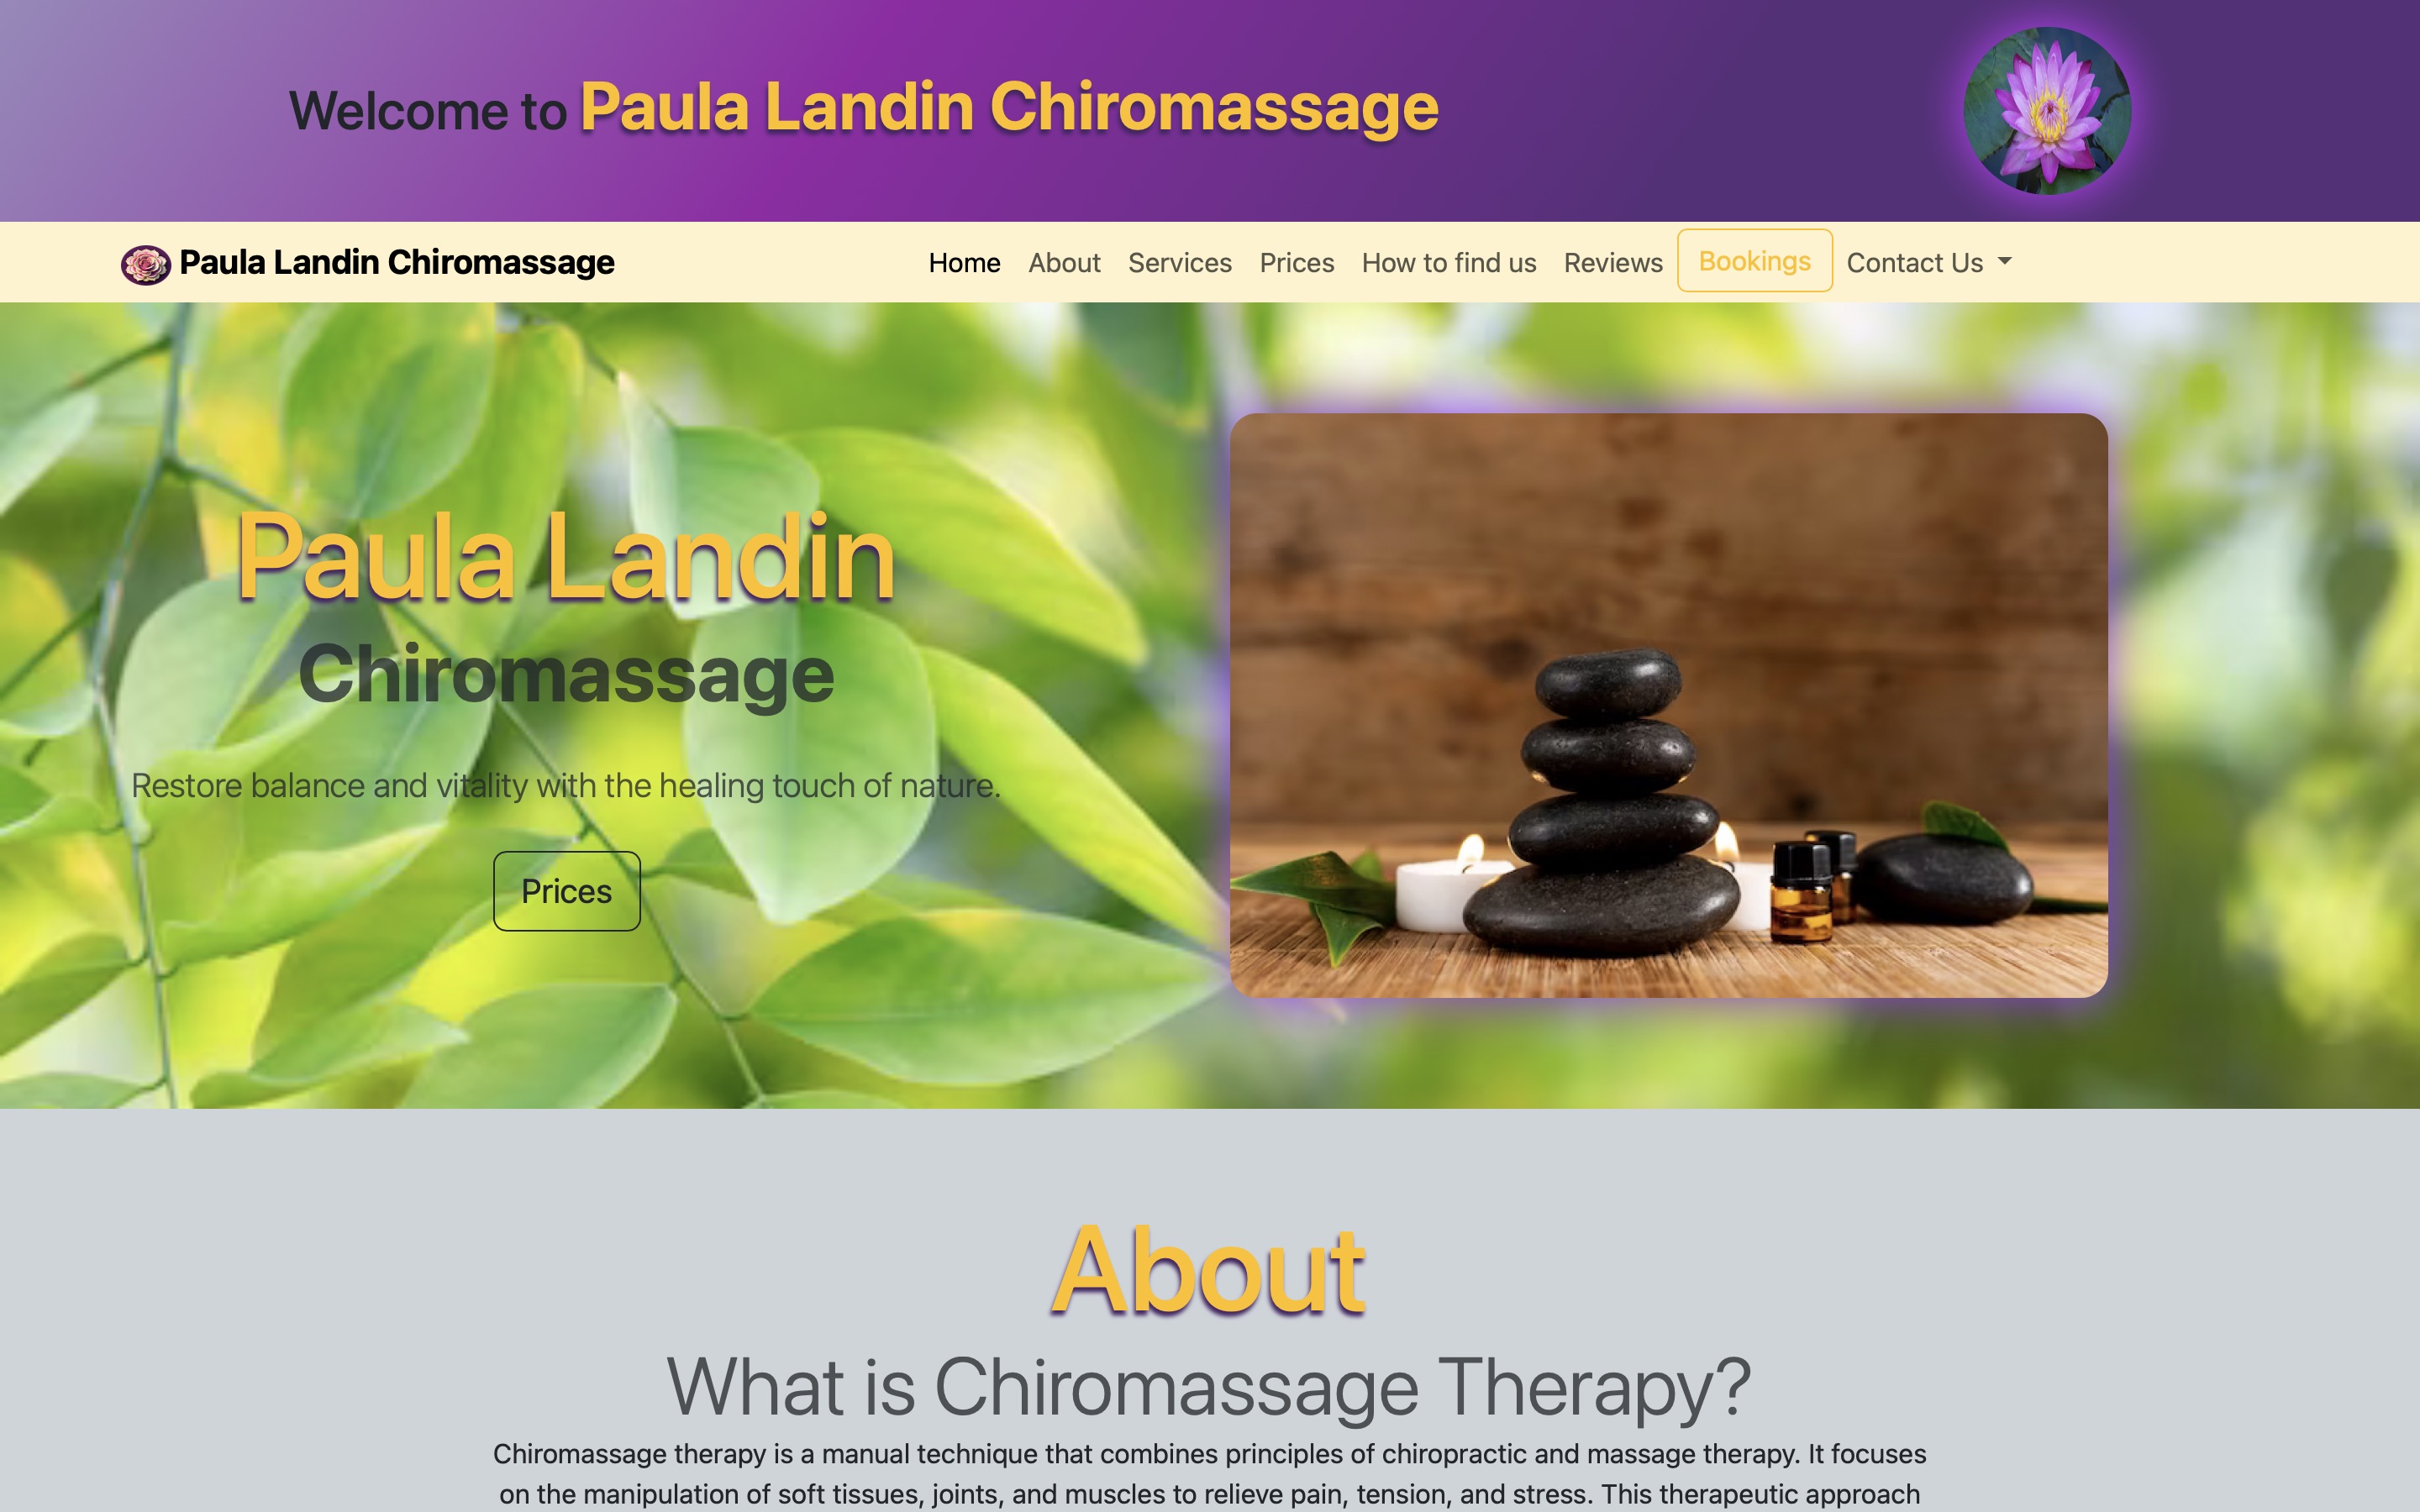 Welcome to Paula Landin Chiromassage
Paula Landin Chiromassage
Home About Services Prices How to find us Reviews Bookings Contact Us
Paula Landin
Chiromassage
Restore balance and vitality with the healing touch of nature.
Prices
About
What is Chiromassage Therapy?
Chiromassage therapy is a manual technique that combines principles of chiropractic and massage therapy. It focuses
on the manipulation of soft tissues, joints, and muscles to relieve pain, tension, and stress. This therapeutic approach